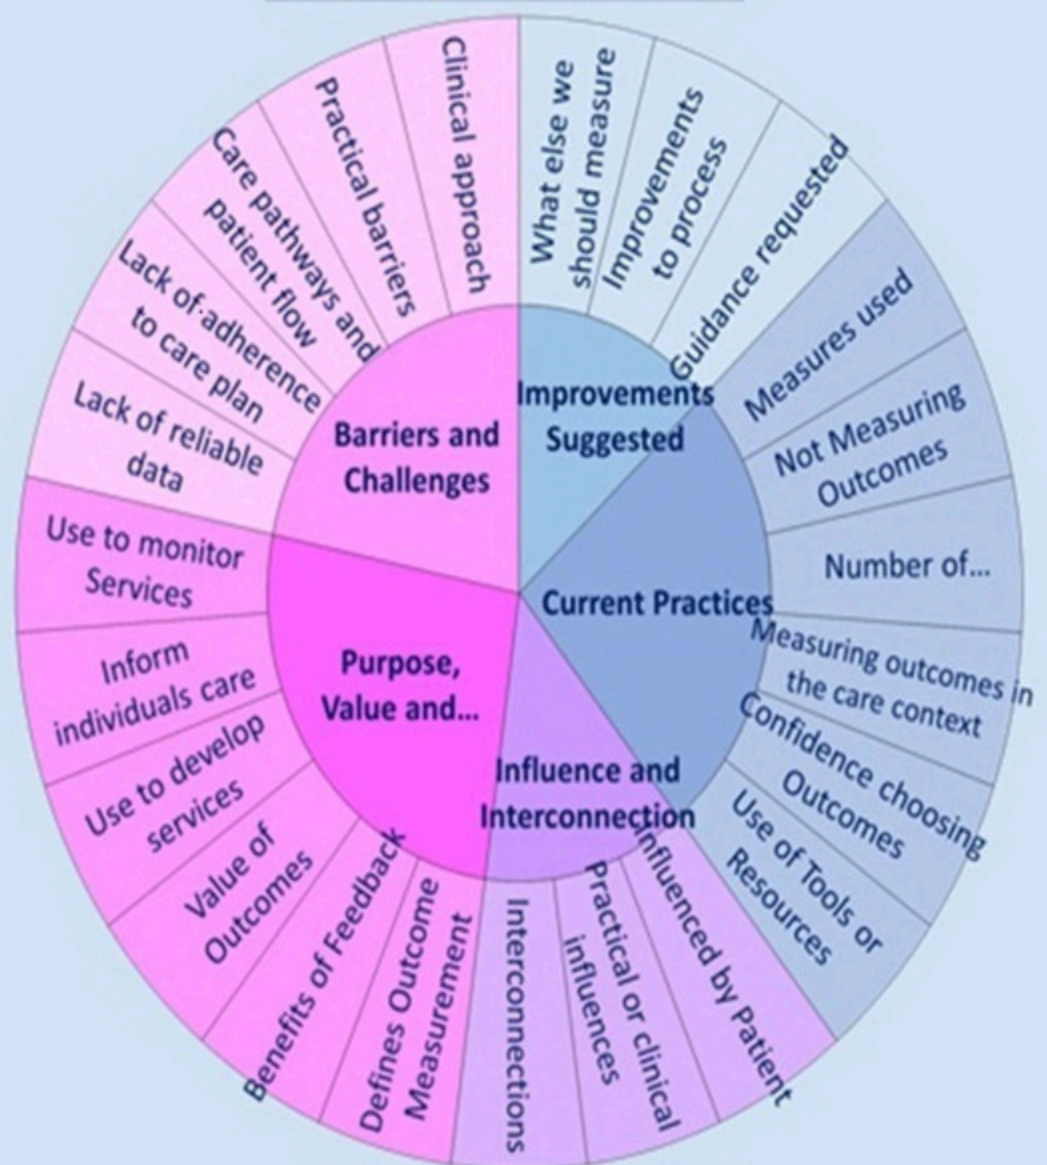 Improvements
Suggested
What else we
should measure
Improvements
to process
Guidance requested
Current Practices
Measures used
Not Measuring
Outcomes
Number of...
Measuring outcomes in
the care context
Confidence choosing
Outcomes
Use of Tools or
Resources
Influence and
Interconnection
Influenced by Patient
Practical or clinical
influences
Interconnections
Purpose,
Value and...
Defines Outcome
Measurement
Benefits of Feedback
Value of
Outcomes
Use to develop
services
Inform
individuals care
Use to monitor
Services
Barriers and
Challenges
Lack of reliable
data
Lack of adherence
to care plan
Care pathways and
patient flow
Practical barriers
Clinical approach